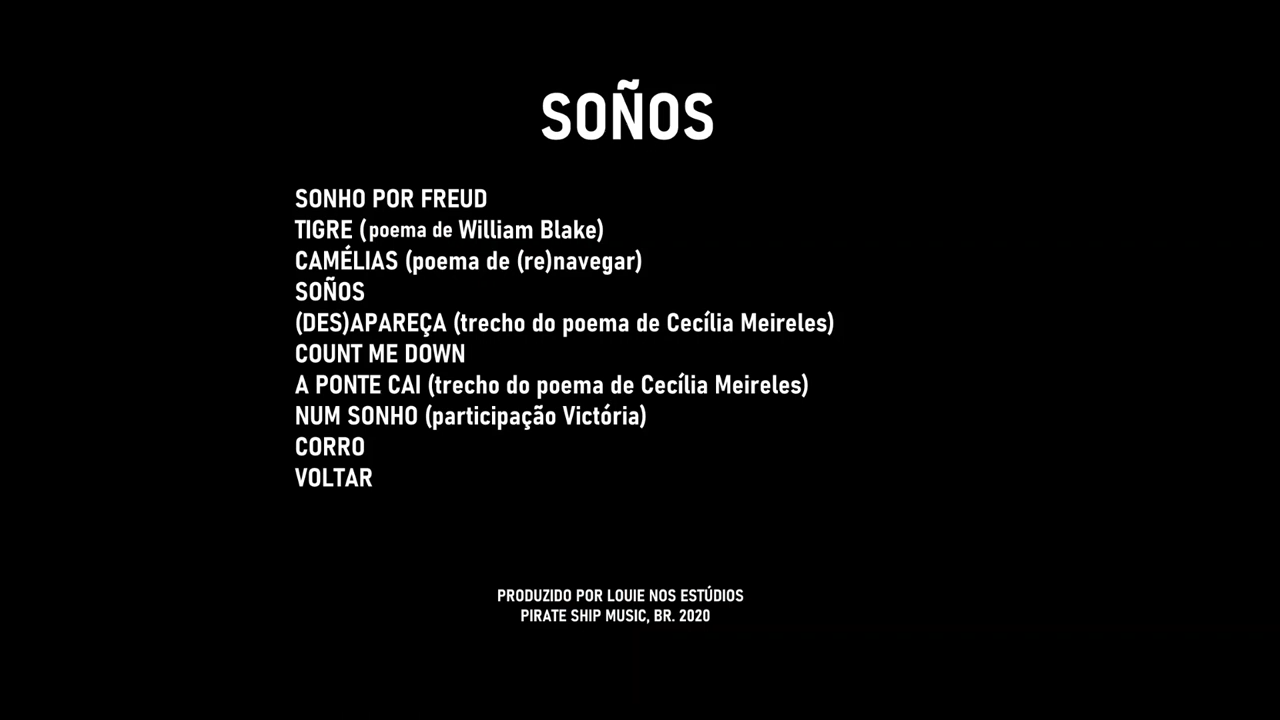 SOÑOS
SONHO POR FREUD
TIGRE (poema de William Blake)
CAMÉLIAS (poema de (re)navegar)
SOÑOS
(DES)APAREÇA (trecho do poema de Cecília Meireles)
COUNT ME DOWN
A PONTE CAI (trecho do poema de Cecília Meireles)
NUM SONHO (participação Victória)
CORRO
VOLTAR
PRODUZIDO POR LOUIE NOS ESTÚDIOS
PIRATE SHIP MUSIC, BR. 2020